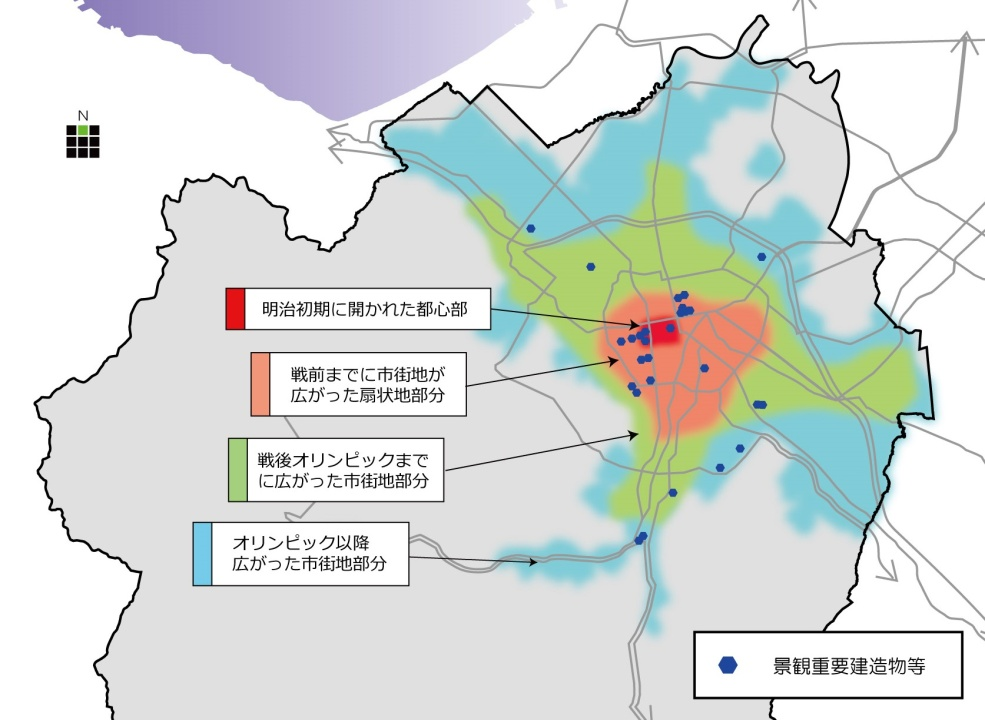 N
明治初期に開かれた都心部
戦前までに市街地が
広がった扇状地部分
戦後オリンピックまで
に広がった市街地部分
オリンピック以降
広がった市街地部分
景観重要建造物等